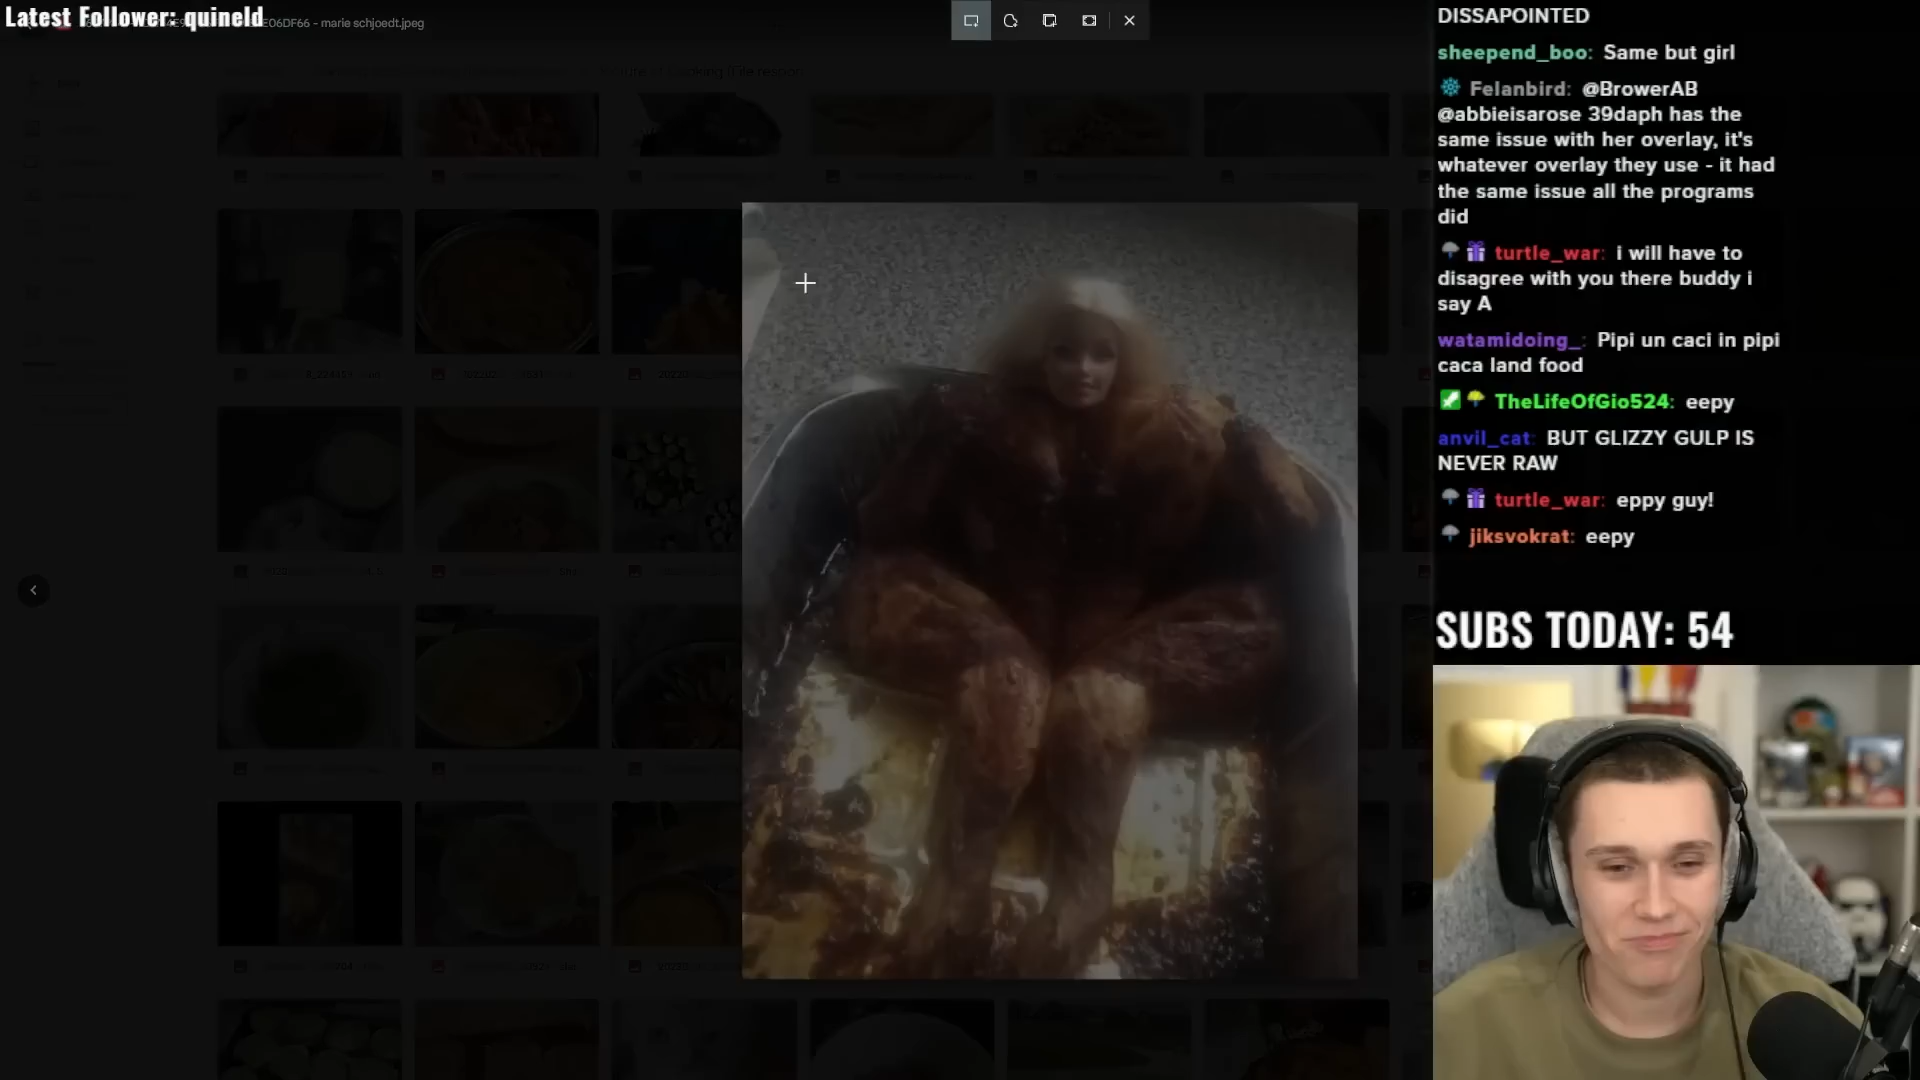 Latest Follower: quineld
E06DF66 - marie schjoedt.jpeg
DISSAPOINTED
sheepend_boo: Same but girl
Felanbird: @BrowerAB
@abbieisarose 39daph has the
same issue with her overlay, it's
whatever overlay they use - it had
the same issue all the programs
did
turtle_war: i will have to
disagree with you there buddy i
say A
watamidoing_: Pipi un caci in pipi
caca land food
TheLifeOfGio524: eepy
anvil_cat: BUT GLIZZY GULP IS
NEVER RAW
turtle_war: eppy guy!
jiksvokrat: eepy
SUBS TODAY: 54